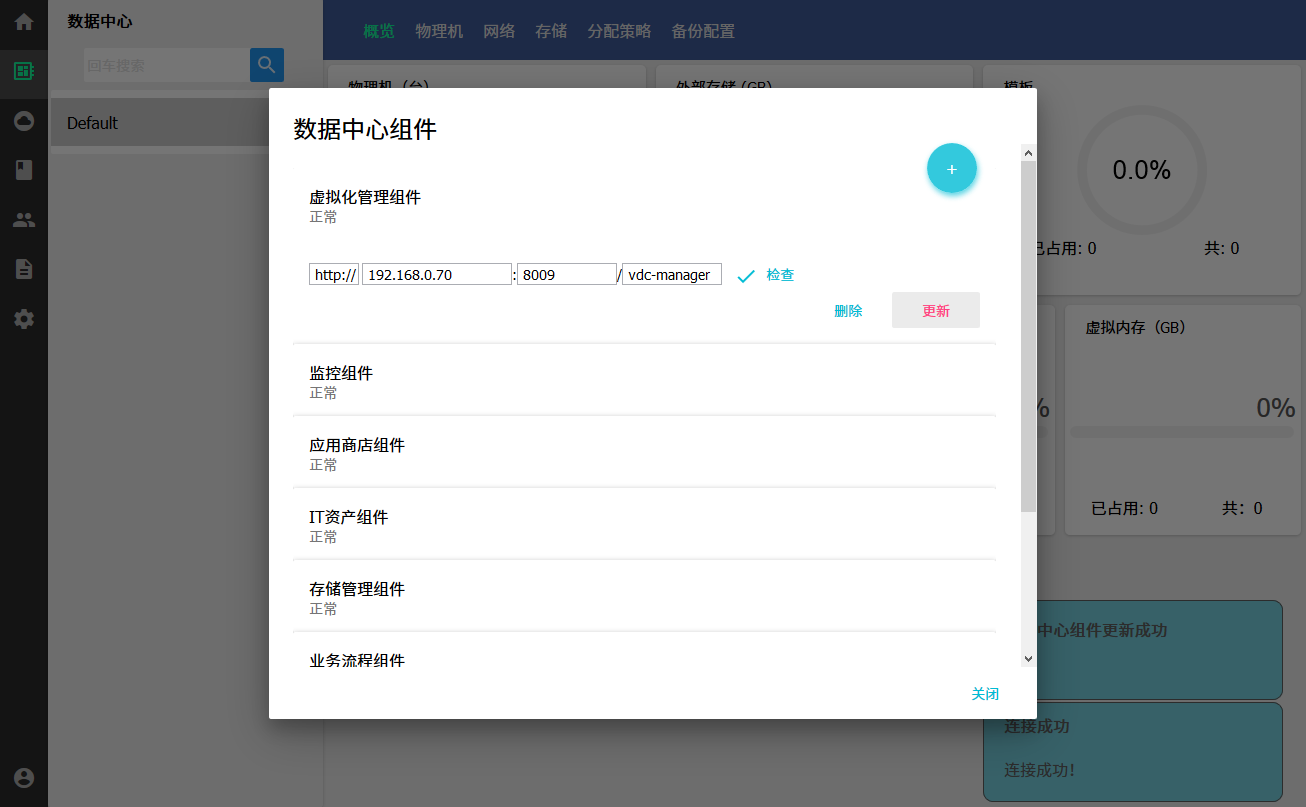 数据中心
回车搜索
Default
概览 物理机 网络 存储 分配策略 备份配置
物理机（台）
外部存储 (GB)
模板
0.0%
已占用: 0 共: 0
数据中心组件
+
虚拟化管理组件
正常
http:// 192.168.0.70 : 8009 / vdc-manager 检查
删除 更新
监控组件
正常
应用商店组件
正常
IT资产组件
正常
存储管理组件
正常
业务流程组件
关闭
%
虚拟内存（GB）
0%
已占用: 0 共: 0
中心组件更新成功
连接成功
连接成功!